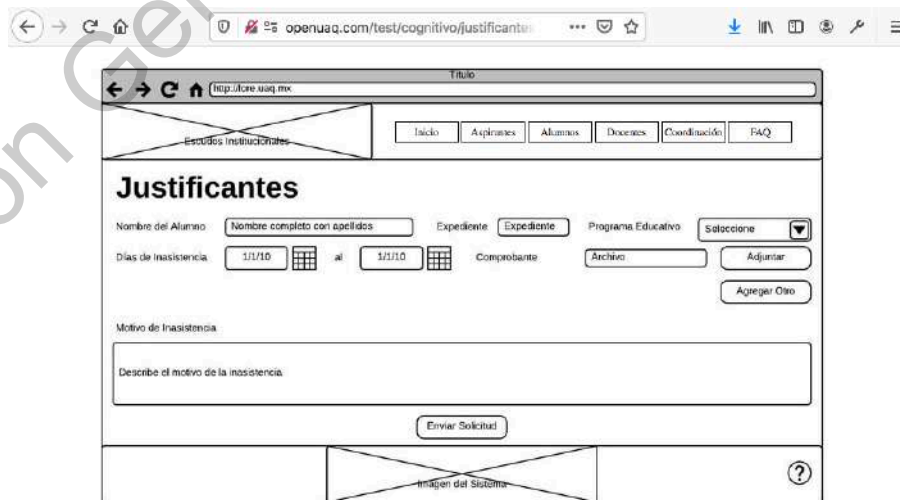 openuaq.com/test/cognitivo/justificantes
Titulo
http://fcre.uaq.mx
Escudos Institucionales
Inicio Aspirantes Alumnos Docentes Coordinación FAQ
Justificantes
Nombre del Alumno Nombre completo con apellidos Expediente Expediente Programa Educativo Seleccione
Días de Inasistencia 1/1/10 al 1/1/10 Comprobante Archivo Adjuntar
Agregar Otro
Motivo de Inasistencia
Describe el motivo de la inasistencia
Enviar Solicitud
Imagen del Sistema
?